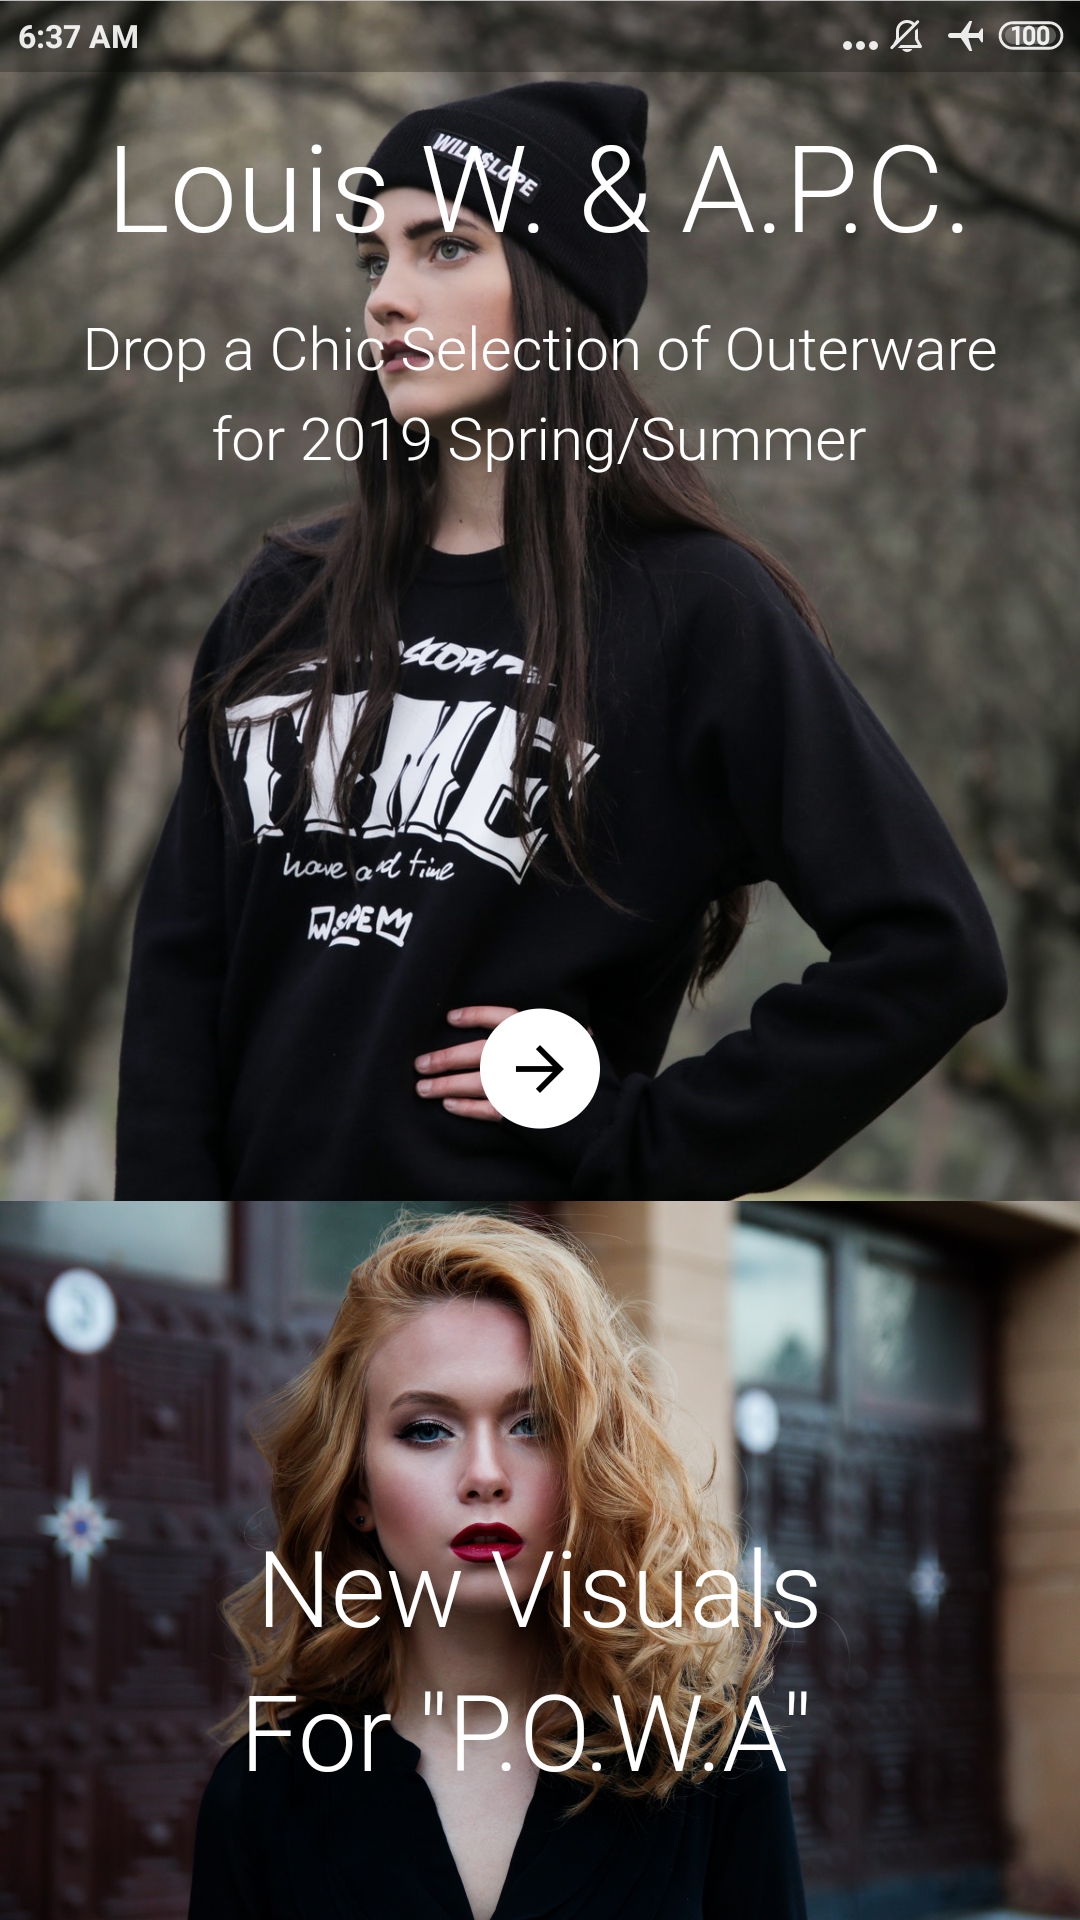 6:37 AM
100
WILDSLOPE
Louis W. & A.P.C.
Drop a Chic Selection of Outerware
for 2019 Spring/Summer
TIME
have and time
New Visuals
For "P.O.W.A"